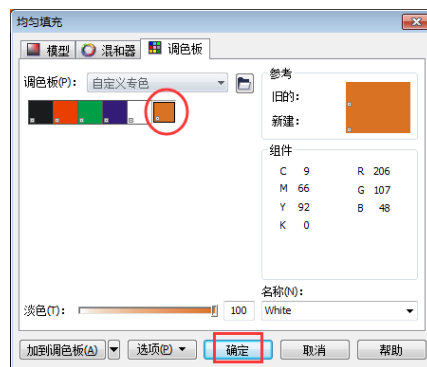 均匀填充
模型 混和器 调色板
调色板(P): 自定义专色
参考
旧的:
新建:
组件
C 9 R 206
M 66 G 107
Y 92 B 48
K 0
名称(N):
淡色(T): 100 White
加到调色板(A) 选项(P) 确定 取消 帮助